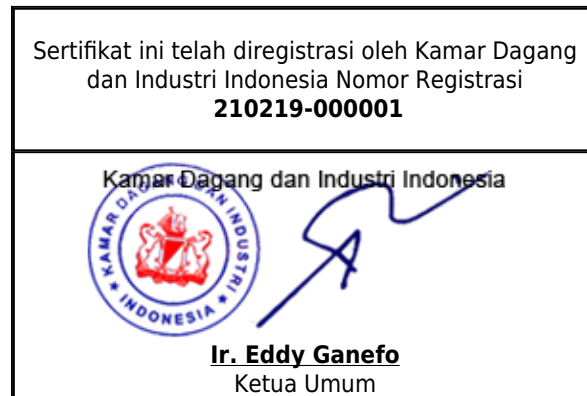 Sertifikat ini telah diregistrasi oleh Kamar Dagang
dan Industri Indonesia Nomor Registrasi
210219-000001
Kamar Dagang dan Industri Indonesia
KAMAR DAGANG DAN INDUSTRI
* INDONESIA *
Ir. Eddy Ganefo
Ketua Umum